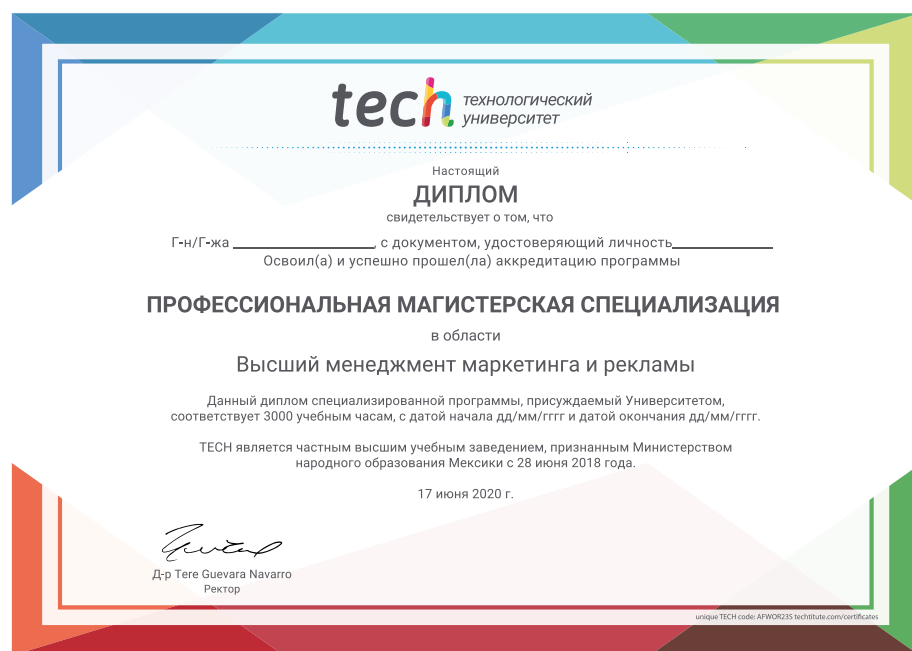 tech технологический
университет
Настоящий
ДИПЛОМ
свидетельствует о том, что
Г-н/Г-жа ____________________, с документом, удостоверяющий личность______________
Освоил(а) и успешно прошел(ла) аккредитацию программы
ПРОФЕССИОНАЛЬНАЯ МАГИСТЕРСКАЯ СПЕЦИАЛИЗАЦИЯ
в области
Высший менеджмент маркетинга и рекламы
Данный диплом специализированной программы, присуждаемый Университетом,
соответствует 3000 учебным часам, с датой начала дд/мм/гггг и датой окончания дд/мм/гггг.
TECH является частным высшим учебным заведением, признанным Министерством
народного образования Мексики с 28 июня 2018 года.
17 июня 2020 г.
Д-р Tere Guevara Navarro
Ректор
unique TECH code: AFWOR23S techtitute.com/certificates